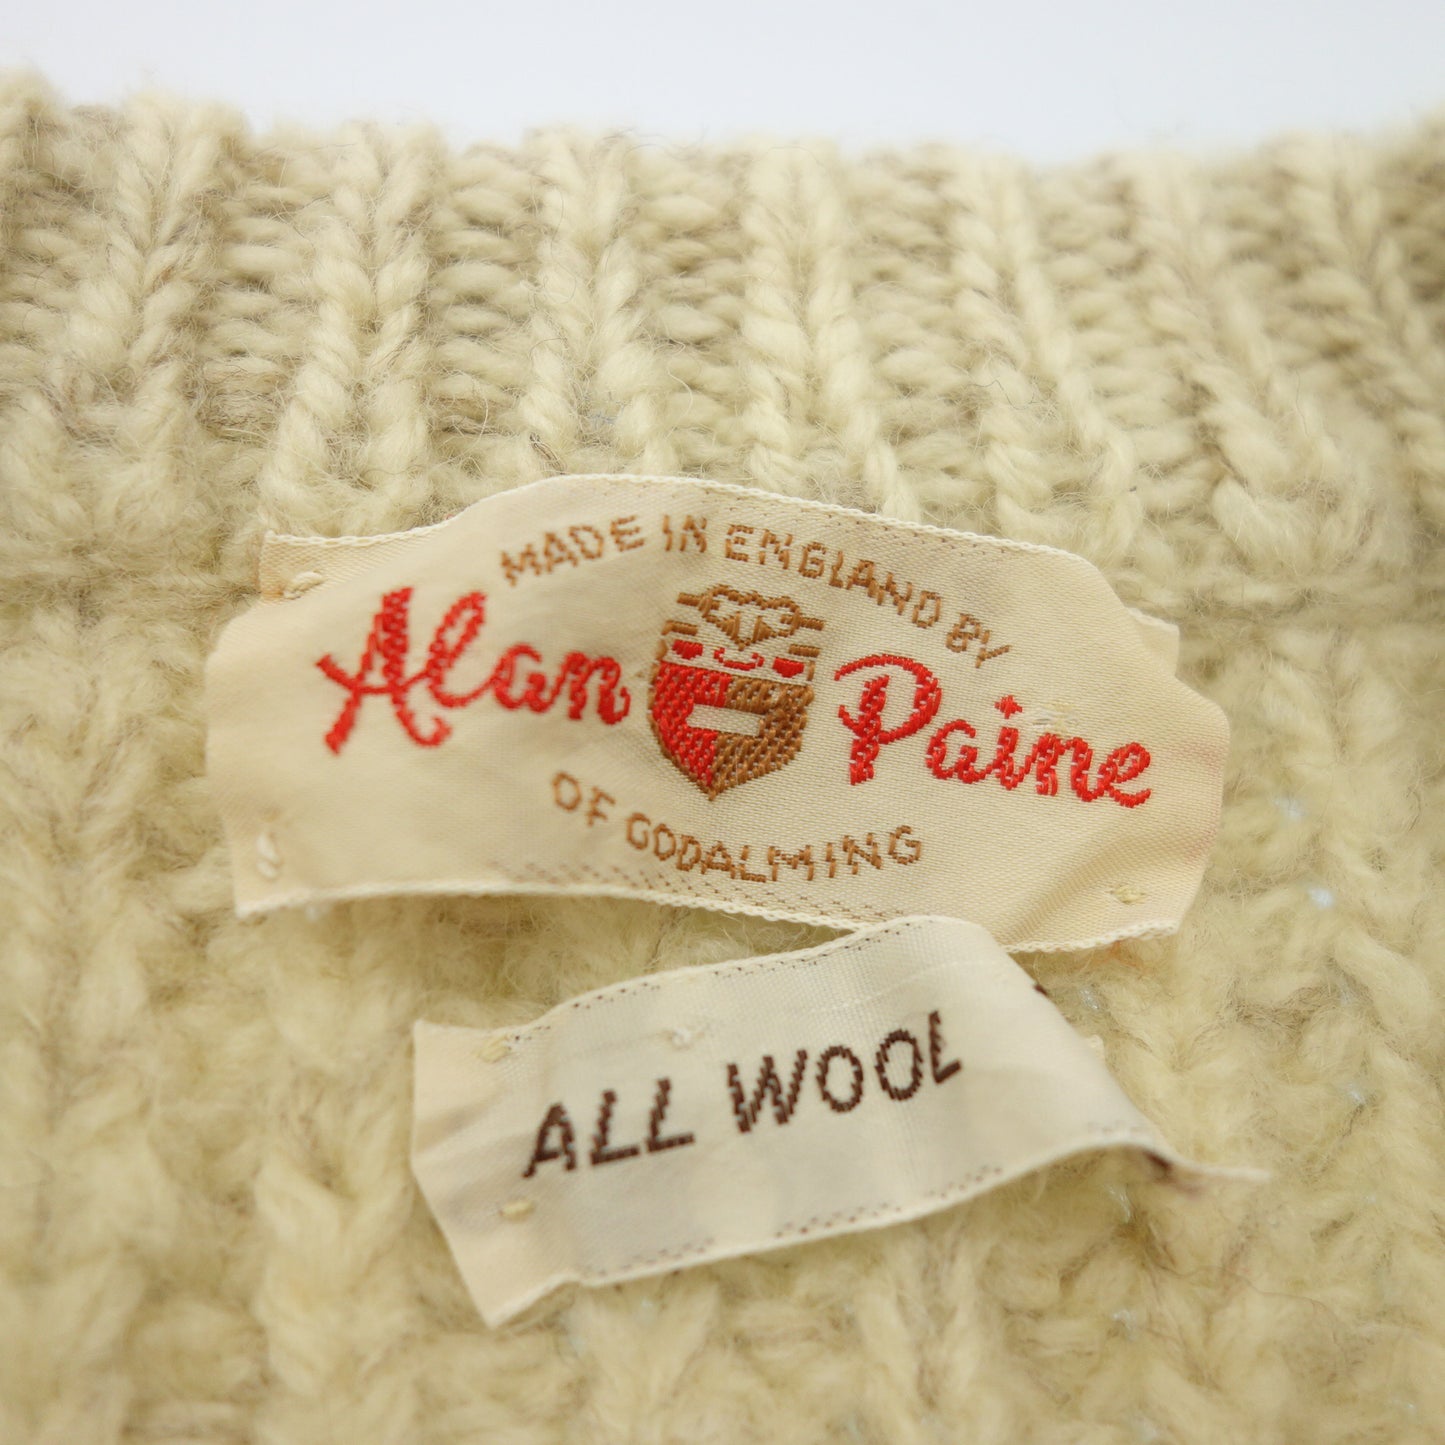 MADE IN ENGLAND BY
Alan Paine
OF GODALMING
ALL WOOL